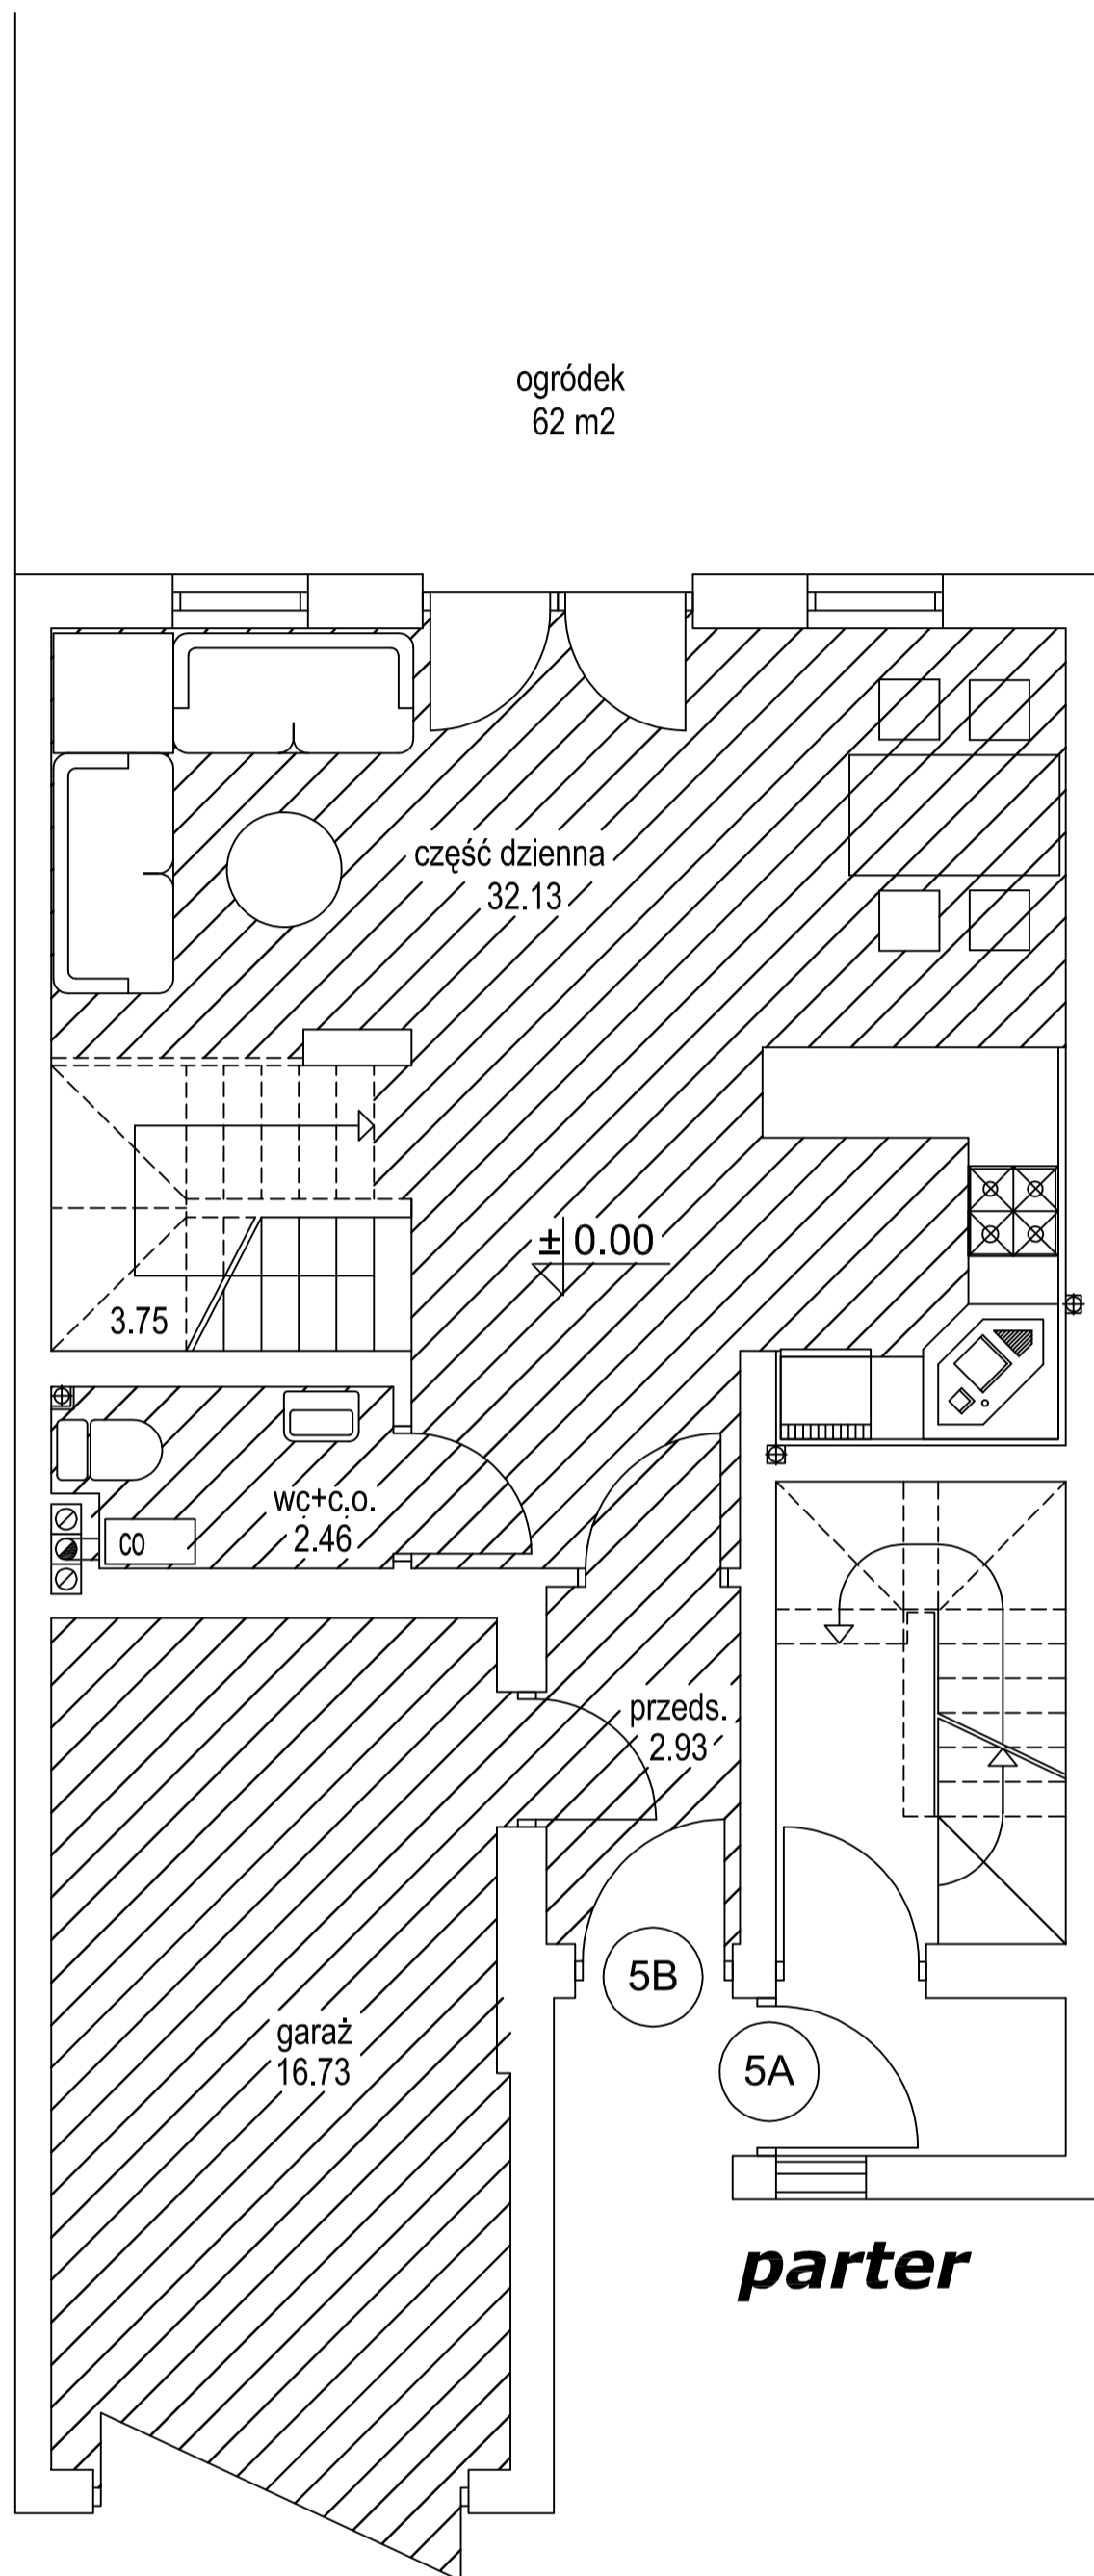 ogródek
62 m2
część dzienna
32.13
± 0.00
3.75
wc+c.o.
2.46
co
przeds.
2.93
5B
garaż
16.73
5A
parter